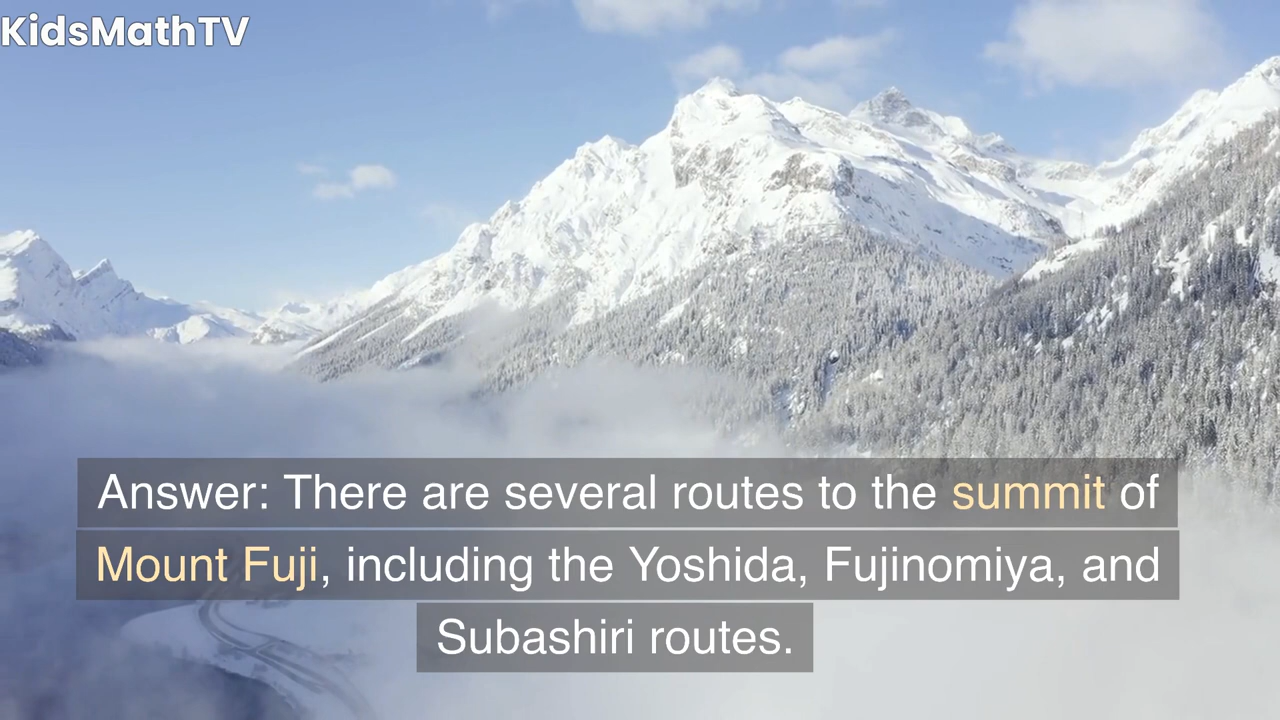 KidsMathTV
Answer: There are several routes to the summit of
Mount Fuji, including the Yoshida, Fujinomiya, and
Subashiri routes.